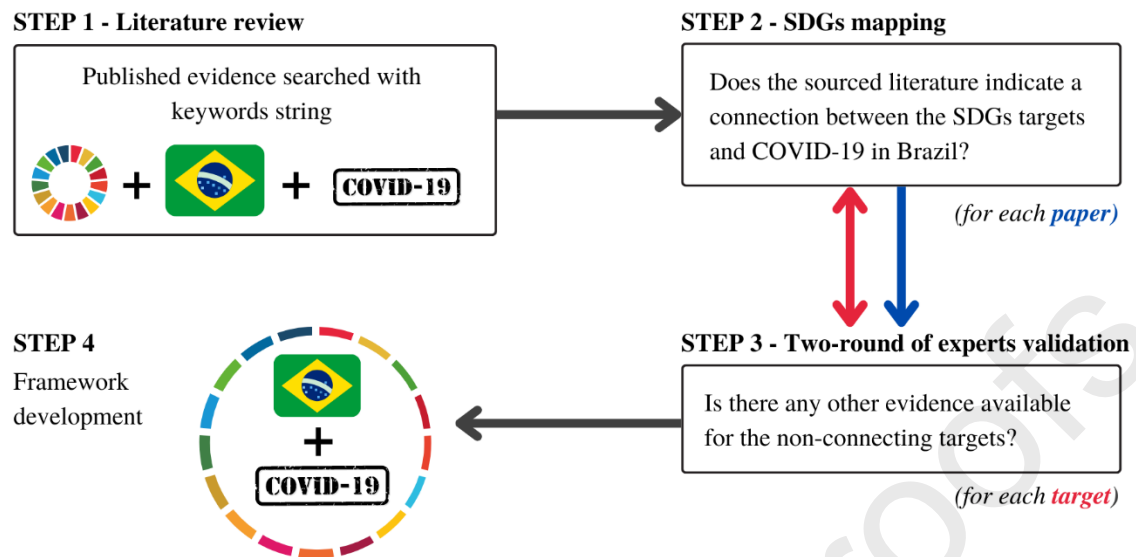 STEP 1 - Literature review
Published evidence searched with
keywords string
+ + COVID-19
STEP 2 - SDGs mapping
Does the sourced literature indicate a
connection between the SDGs targets
and COVID-19 in Brazil?
(for each paper)
STEP 3 - Two-round of experts validation
Is there any other evidence available
for the non-connecting targets?
(for each target)
STEP 4
Framework
development
+
COVID-19
roofs